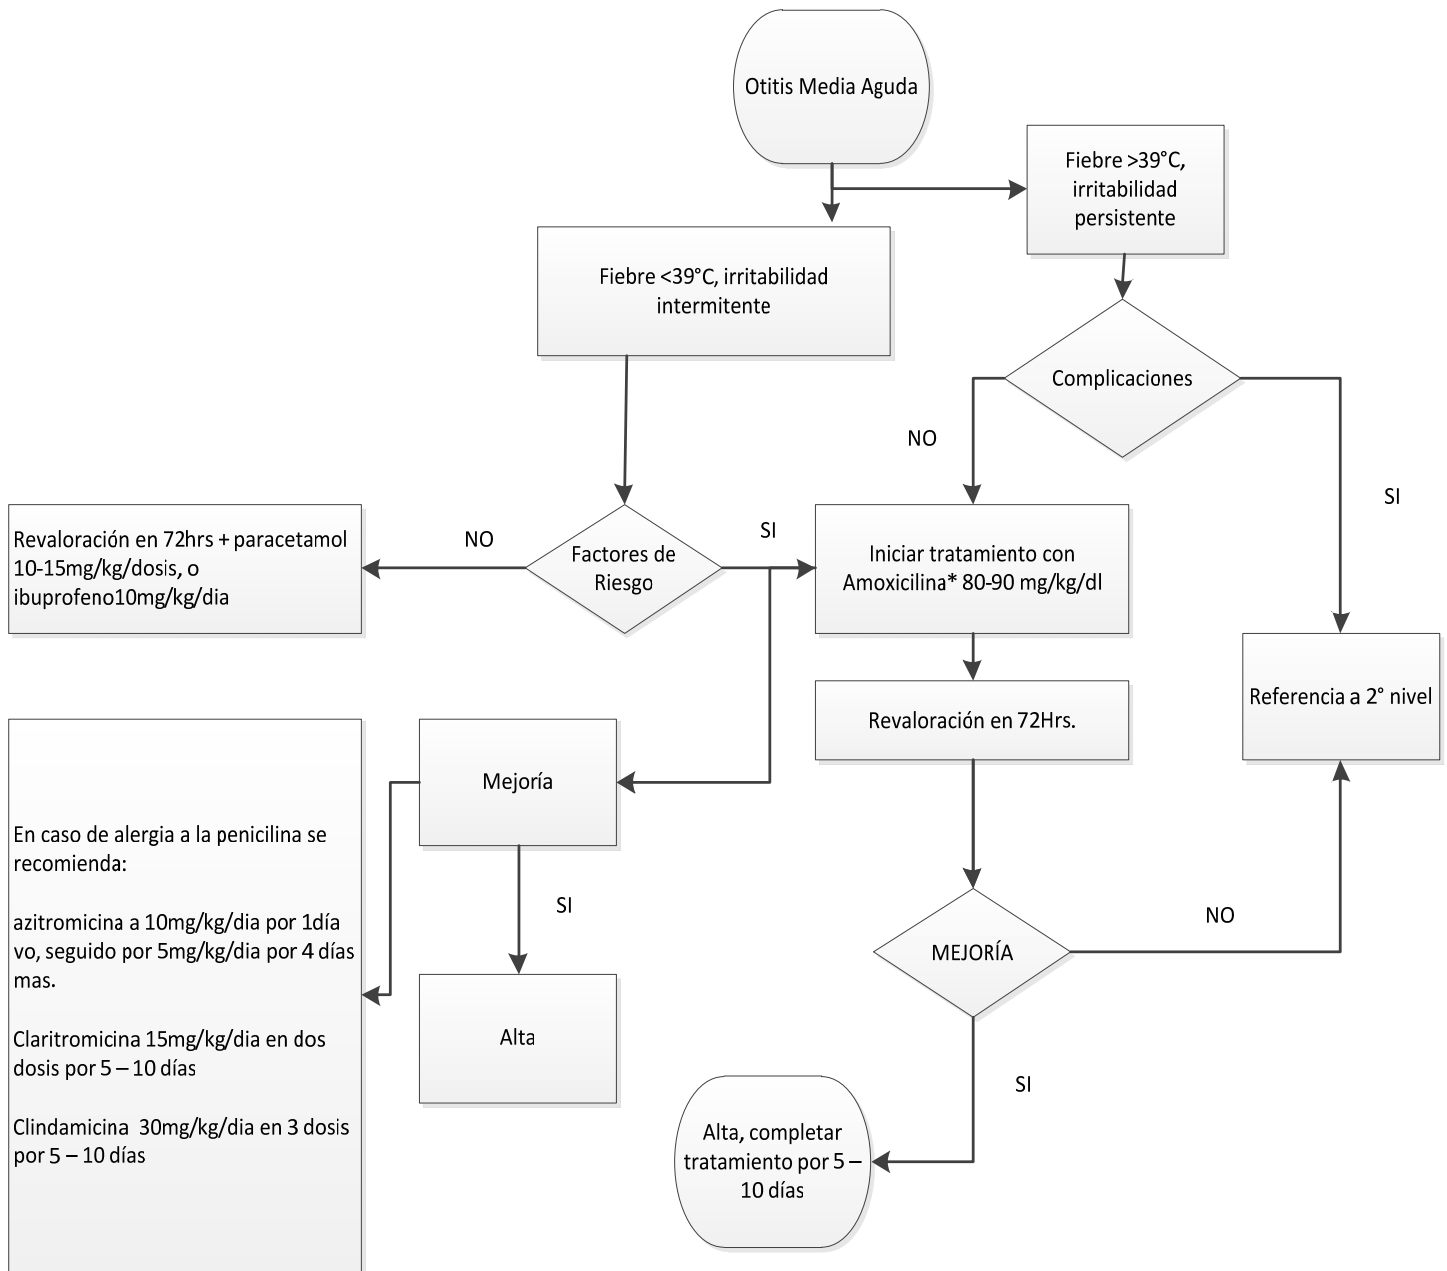 Otitis Media Aguda
Fiebre >39°C,
irritabilidad
persistente
Fiebre <39°C, irritabilidad
intermitente
Complicaciones
NO
SI
Revaloración en 72hrs + paracetamol
10-15mg/kg/dosis, o
ibuprofeno10mg/kg/dia
NO
Factores de
Riesgo
SI
Iniciar tratamiento con
Amoxicilina* 80-90 mg/kg/dl
Referencia a 2° nivel
Revaloración en 72Hrs.
Mejoría
En caso de alergia a la penicilina se
recomienda:
azitromicina a 10mg/kg/dia por 1día
vo, seguido por 5mg/kg/dia por 4 días
mas.
Claritromicina 15mg/kg/dia en dos
dosis por 5 – 10 días
Clindamicina 30mg/kg/dia en 3 dosis
por 5 – 10 días
SI
Alta
MEJORÍA
NO
SI
Alta, completar
tratamiento por 5 –
10 días